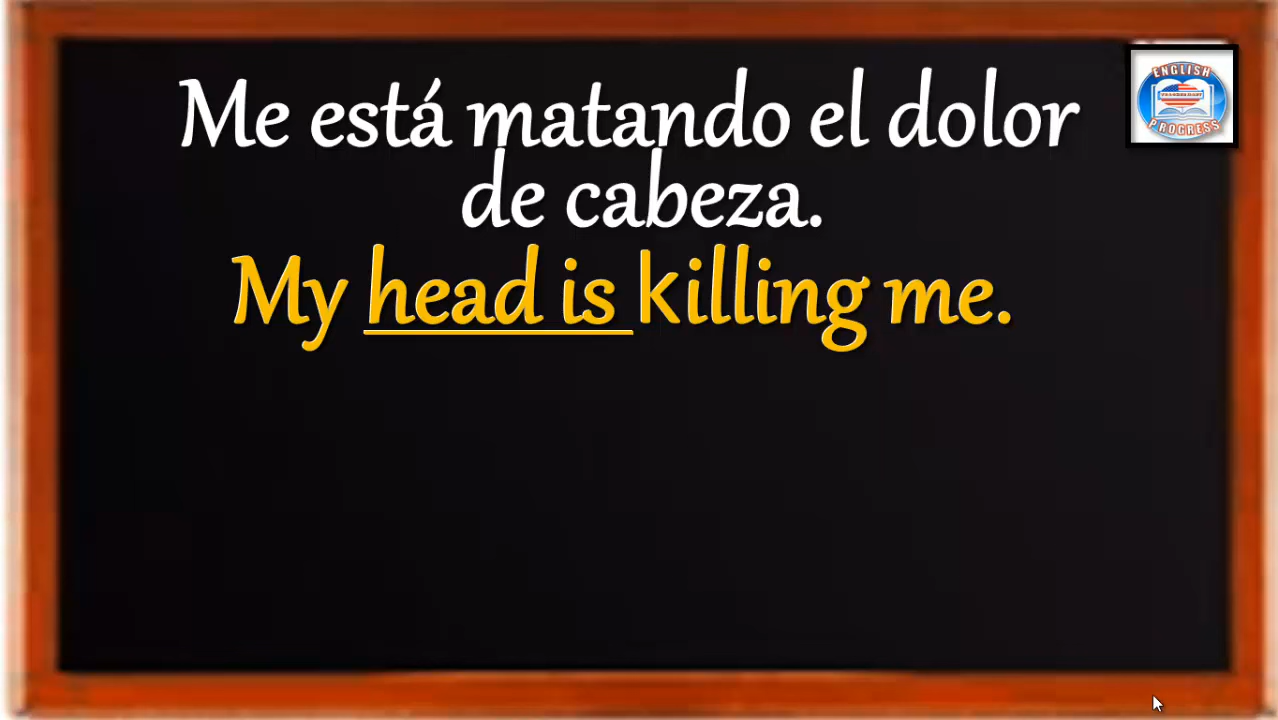 Me está matando el dolor
de cabeza.
My head is killing me.
ENGLISH
PROGRESS